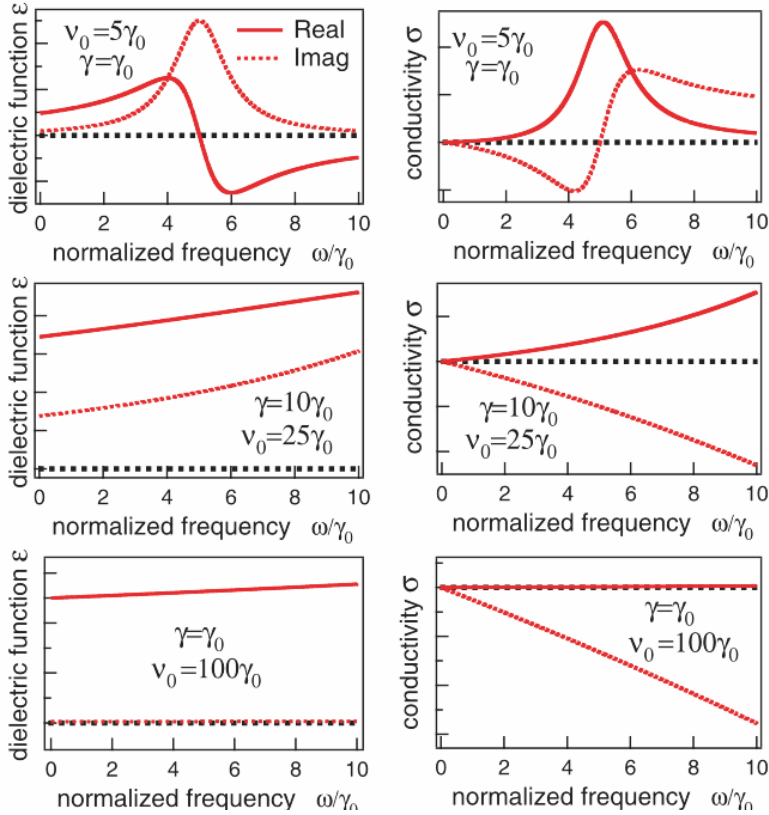 ν₀=5γ₀
γ=γ₀
Real
Imag
dielectric function ε
0 2 4 6 8 10
normalized frequency ω/γ₀
ν₀=5γ₀
γ=γ₀
conductivity σ
0 2 4 6 8 10
normalized frequency ω/γ₀
dielectric function ε
γ=10γ₀
ν₀=25γ₀
0 2 4 6 8 10
normalized frequency ω/γ₀
conductivity σ
γ=10γ₀
ν₀=25γ₀
0 2 4 6 8 10
normalized frequency ω/γ₀
dielectric function ε
γ=γ₀
ν₀=100γ₀
0 2 4 6 8 10
normalized frequency ω/γ₀
conductivity σ
γ=γ₀
ν₀=100γ₀
0 2 4 6 8 10
normalized frequency ω/γ₀